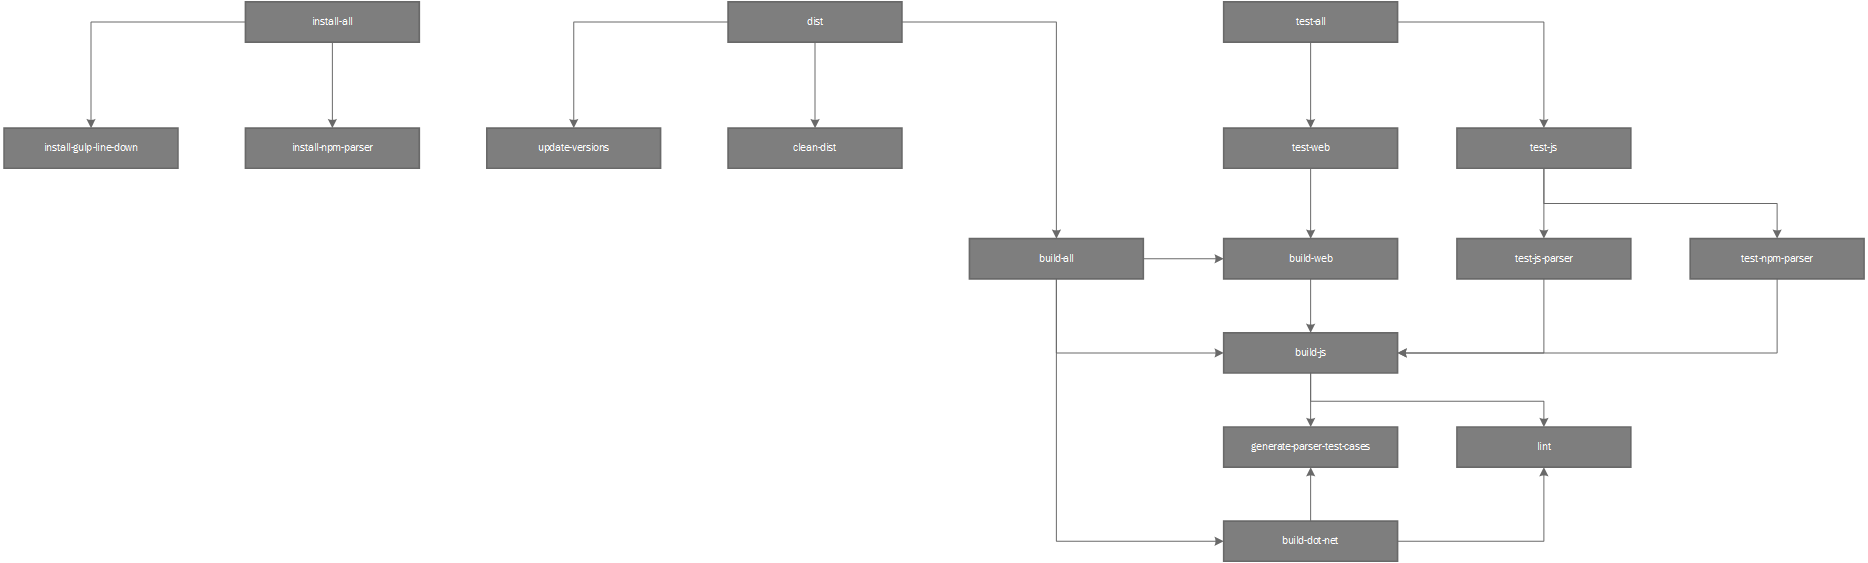 install-all
dist
test-all
install-gulp-line-down
install-npm-parser
update-versions
clean-dist
test-web
test-js
build-all
build-web
test-js-parser
test-npm-parser
build-js
generate-parser-test-cases
lint
build-dot-net